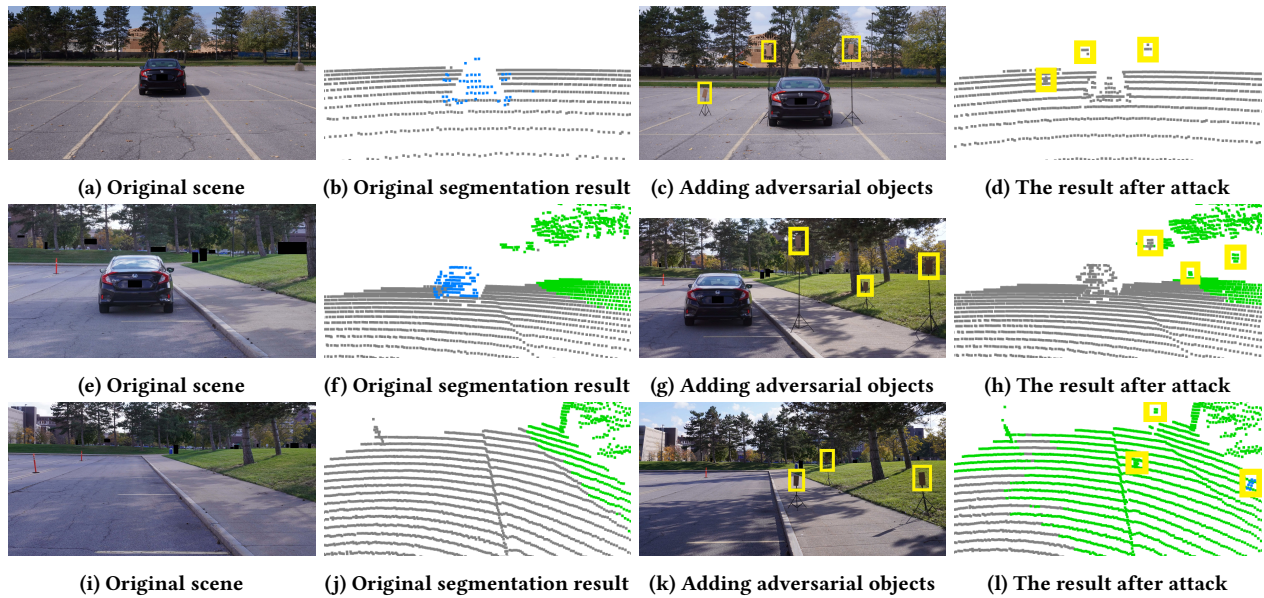 (a) Original scene
(b) Original segmentation result
(c) Adding adversarial objects
(d) The result after attack
(e) Original scene
(f) Original segmentation result
(g) Adding adversarial objects
(h) The result after attack
(i) Original scene
(j) Original segmentation result
(k) Adding adversarial objects
(l) The result after attack